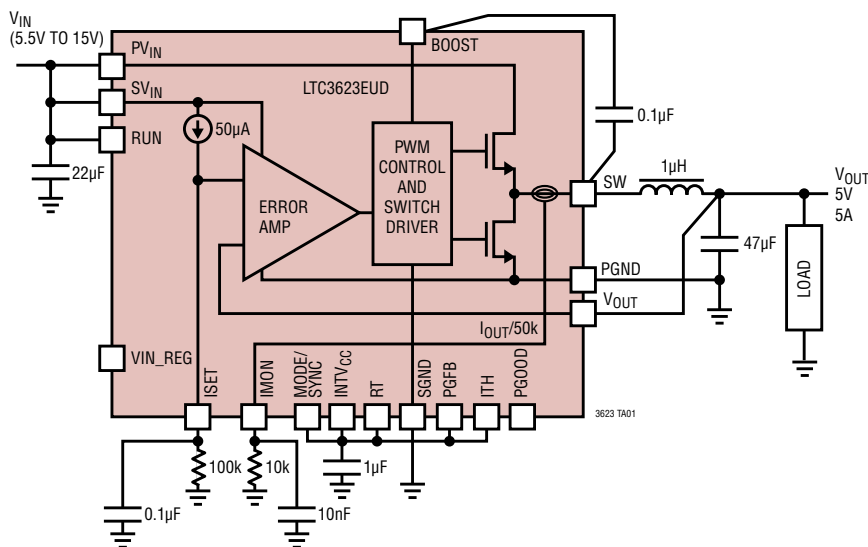 VIN
(5.5V TO 15V)
PVIN
SVIN
RUN
22µF
50µA
LTC3623EUD
BOOST
ERROR
AMP
PWM
CONTROL
AND
SWITCH
DRIVER
0.1µF
SW
1µH
VOUT
5V
5A
47µF
LOAD
PGND
VOUT
IOUT/50k
VIN_REG
ISET
IMON
MODE/
SYNC
INTVCC
RT
SGND
PGFB
ITH
PGOOD
3623 TA01
100k
10k
1µF
0.1µF
10nF